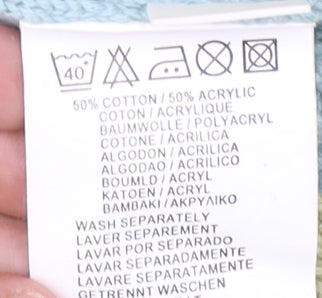 40°
50% COTTON / 50% ACRYLIC
COTON / ACRYLIQUE
BAUMWOLLE / POLYACRYL
COTONE / ACRILICA
ALGODON / ACRILICA
ALGODAO / ACRILICO
BOUMLD / ACRYL
KATOEN / ACRYL
BAMBAKI / ΑΚΡΥΛΙΚΟ
WASH SEPARATELY
LAVER SEPAREMENT
LAVAR POR SEPARADO
LAVAR SEPARADAMENTE
LAVARE SEPARATAMENTE
GETRENNT WASCHEN